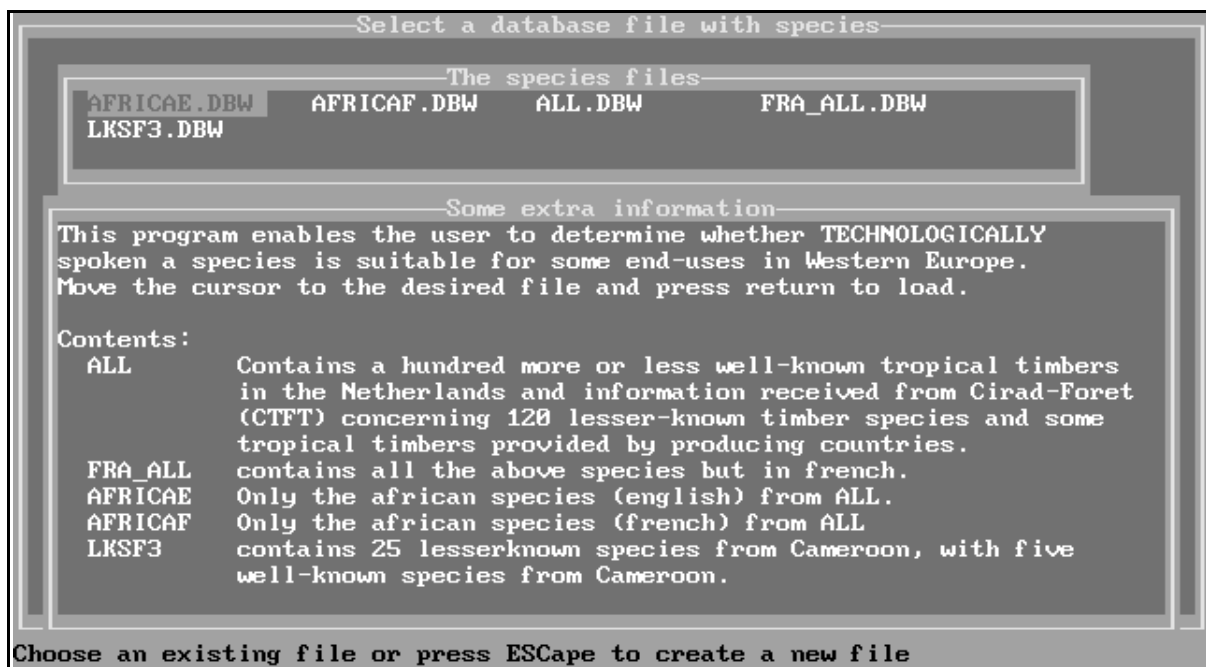 Select a database file with species
The species files
AFRICAE.DBW AFRICAF.DBW ALL.DBW FRA_ALL.DBW
LKSF3.DBW
Some extra information
This program enables the user to determine whether TECHNOLOGICALLY
spoken a species is suitable for some end-uses in Western Europe.
Move the cursor to the desired file and press return to load.
Contents:
ALL Contains a hundred more or less well-known tropical timbers
in the Netherlands and information received from Cirad-Foret
(CTFT) concerning 120 lesser-known timber species and some
tropical timbers provided by producing countries.
FRA_ALL contains all the above species but in french.
AFRICAE Only the african species (english) from ALL.
AFRICAF Only the african species (french) from ALL
LKSF3 contains 25 lesserknown species from Cameroon, with five
well-known species from Cameroon.
Choose an existing file or press ESCape to create a new file